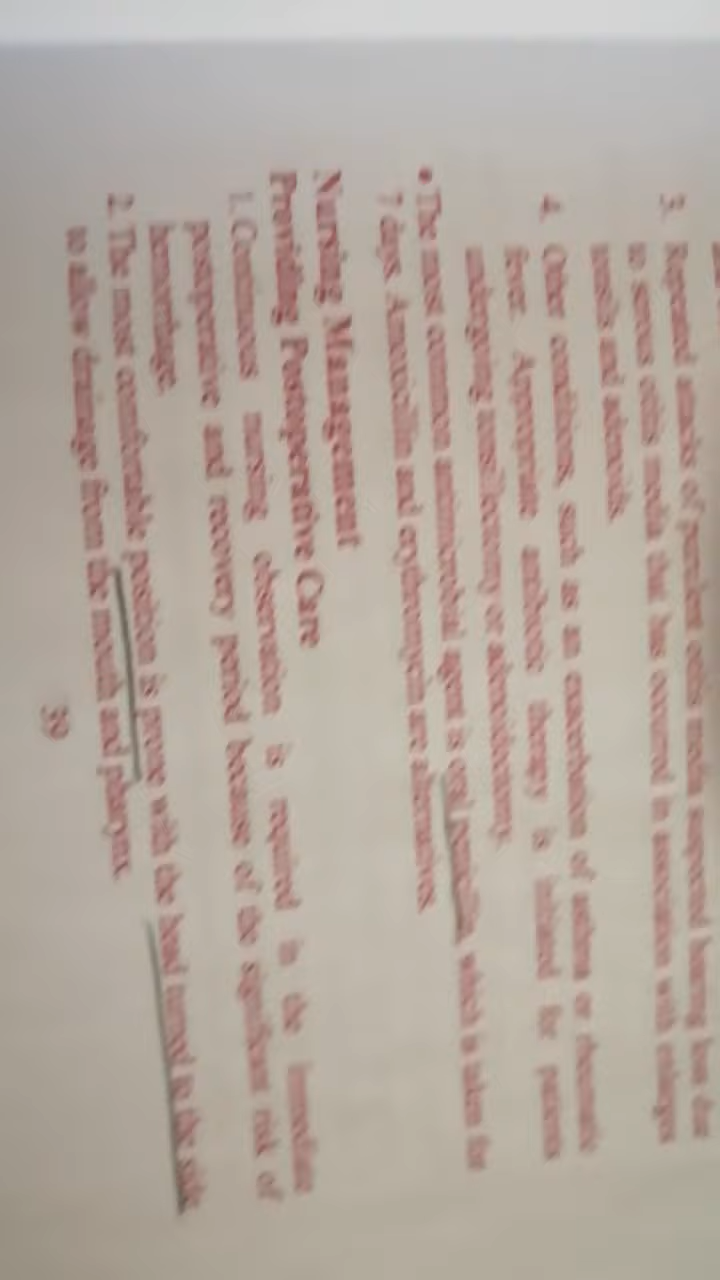 3. Repeated attacks of purulent otitis media suspected hearing loss due
to serous otitis media that has occurred in association with enlarged
tonsils and adenoids.
4. Other conditions, such as an exacerbation of asthma or rheumatic
fever. Appropriate antibiotic therapy is initiated for patients
undergoing tonsillectomy or adenoidectomy.
• The most common antimicrobial agent is oral penicillin, which is taken for
7 days. Amoxicillin and erythromycin are alternatives.
Nursing Management
Providing Postoperative Care
1. Continuous nursing observation is required in the immediate
postoperative and recovery period because of the significant risk of
hemorrhage.
2. The most comfortable position is prone with the head turned to the side
to allow drainage from the mouth and pharynx.
39